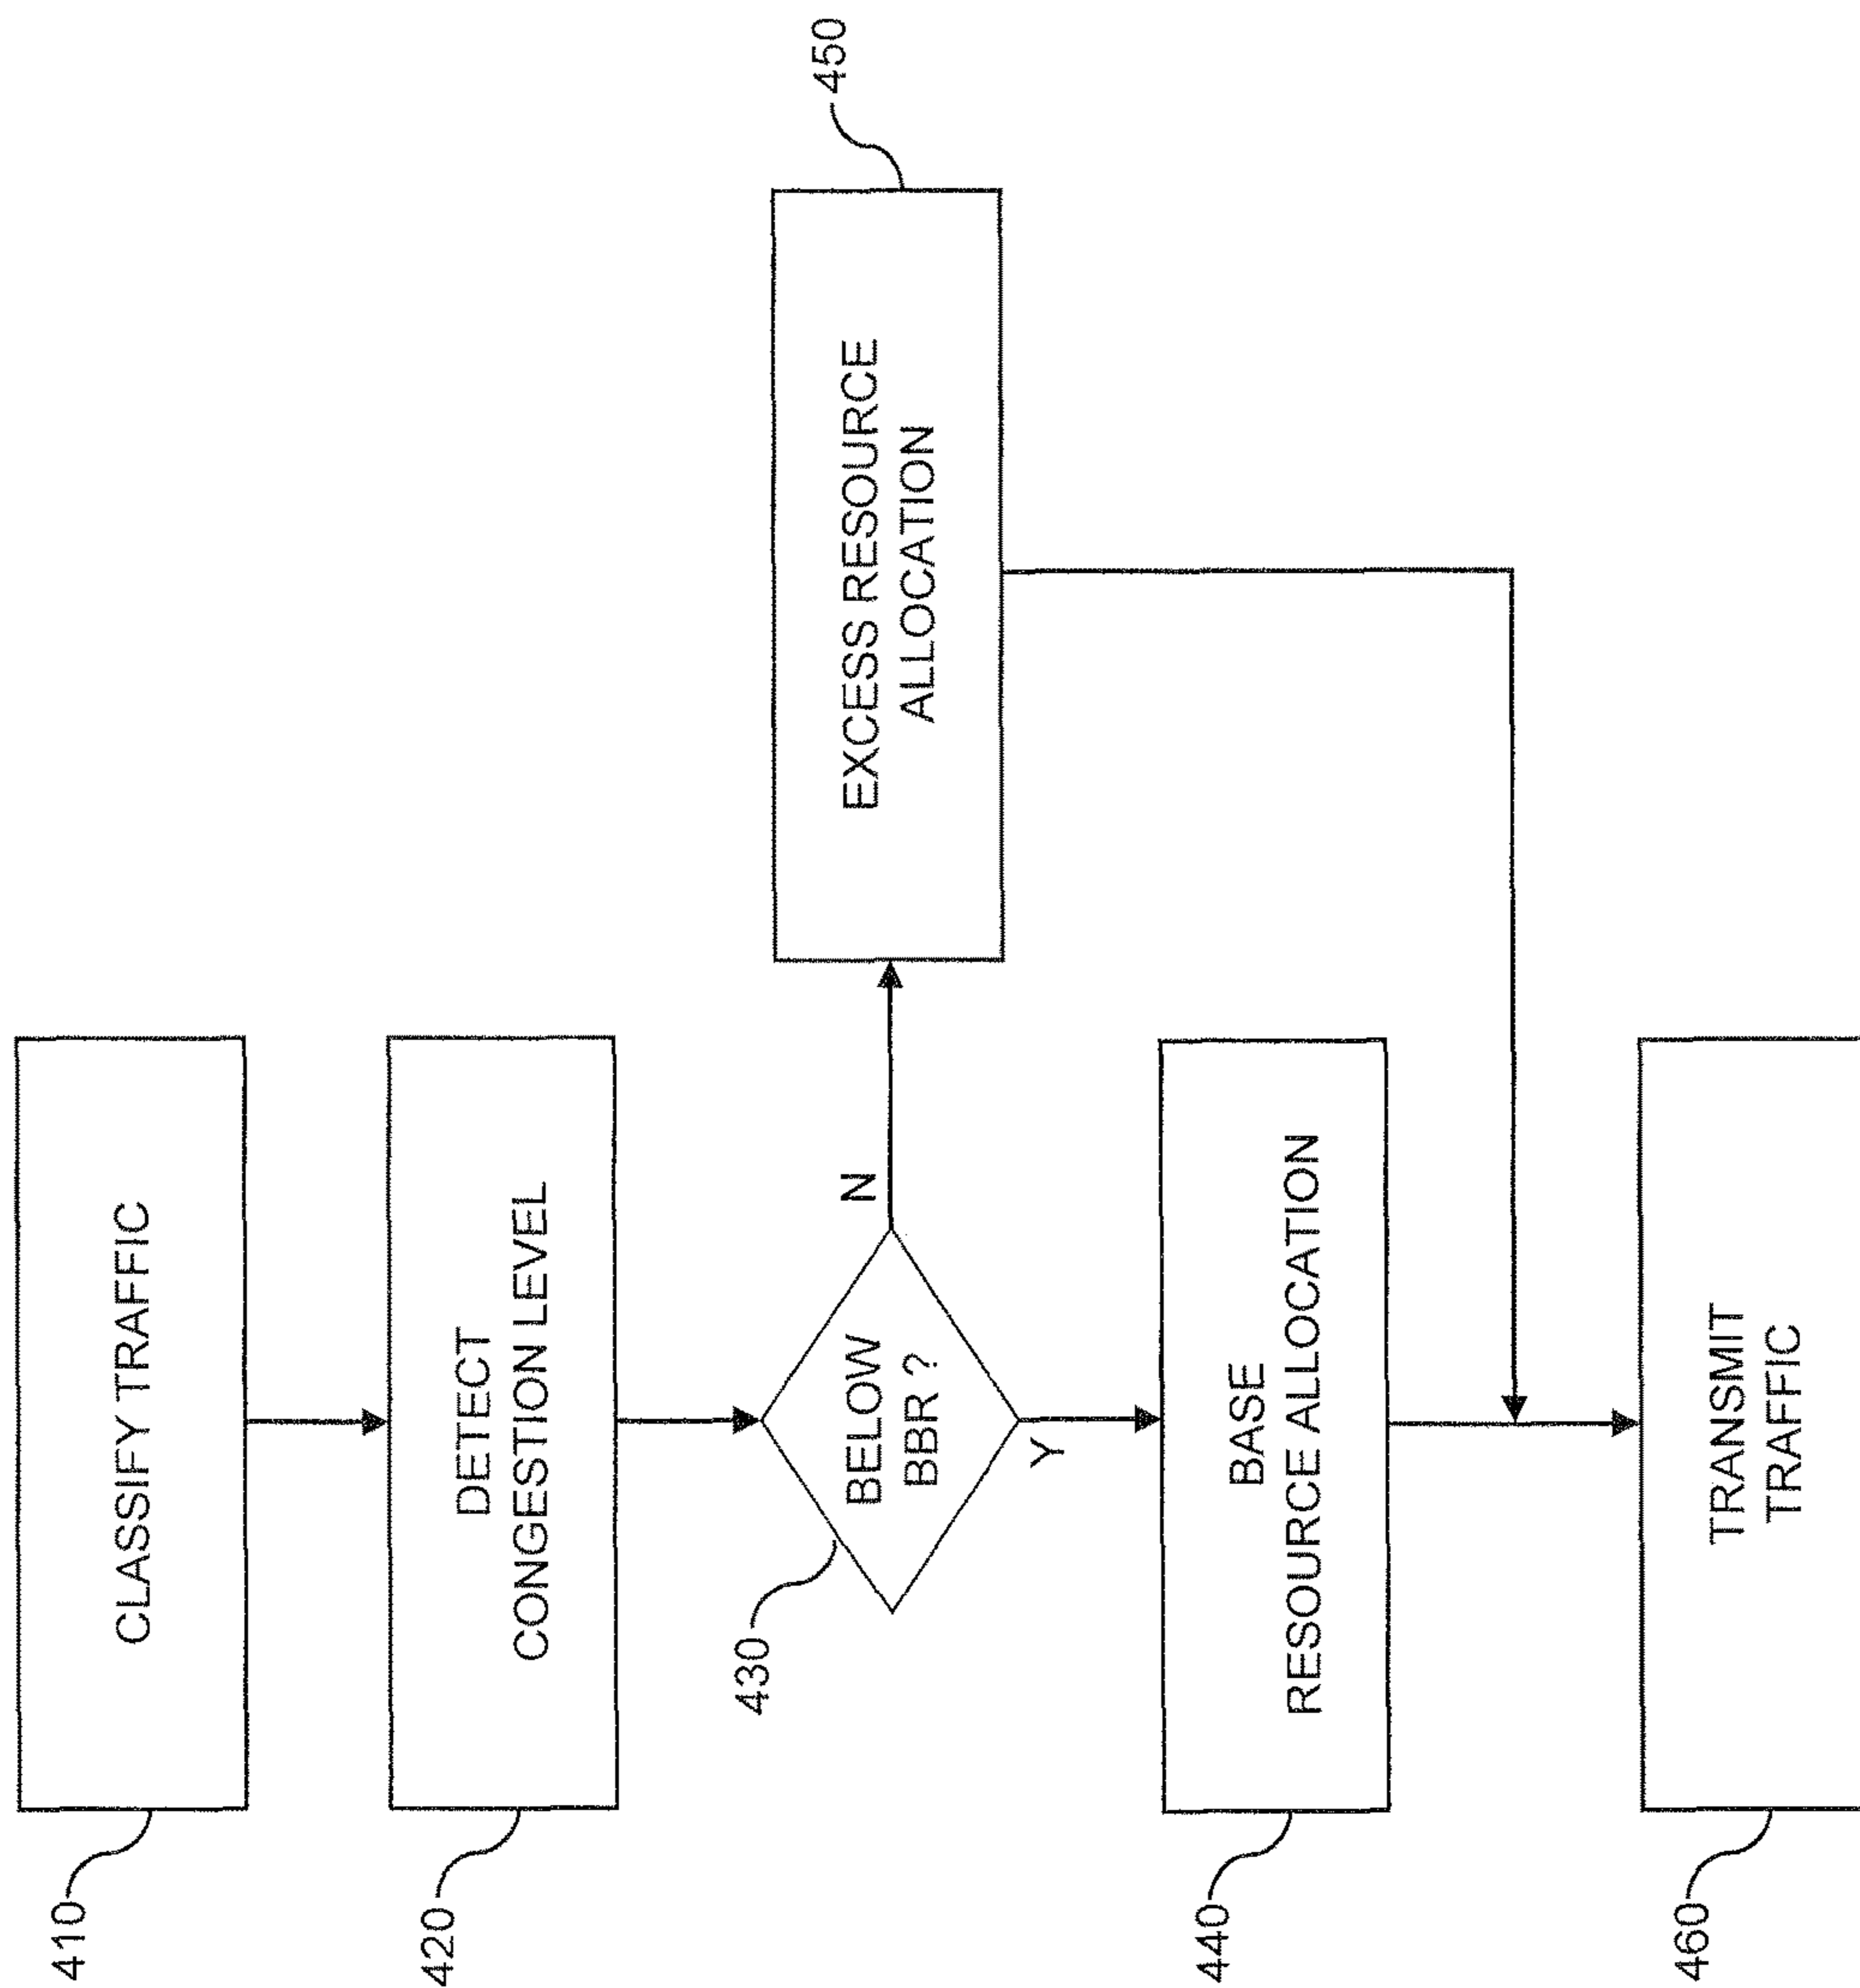 410
CLASSIFY TRAFFIC
420
DETECT
CONGESTION LEVEL
430
BELOW
BBR ?
N
Y
450
EXCESS RESOURCE
ALLOCATION
440
BASE
RESOURCE ALLOCATION
460
TRANSMIT
TRAFFIC